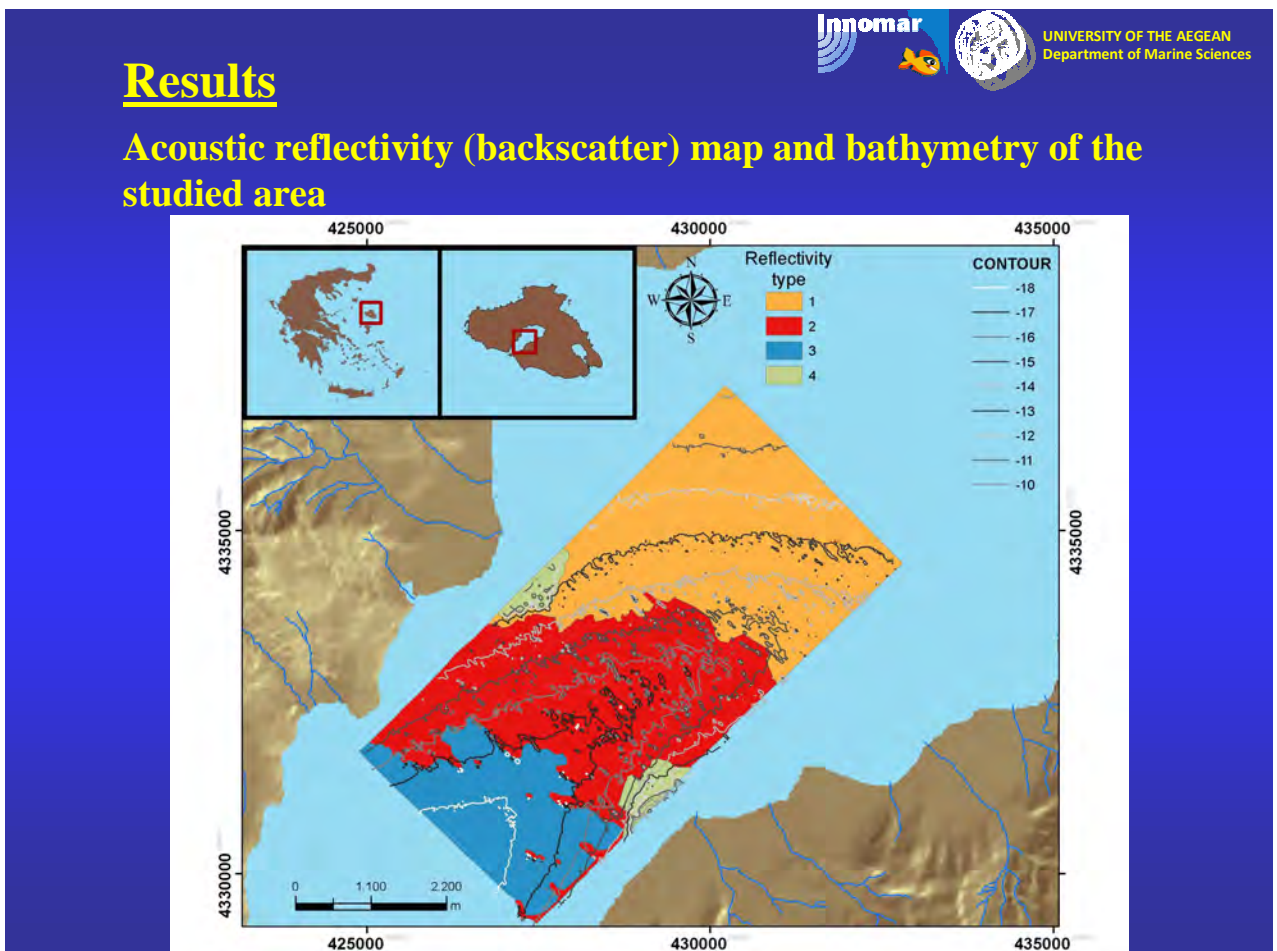 Innomar
UNIVERSITY OF THE AEGEAN
Department of Marine Sciences
Results
Acoustic reflectivity (backscatter) map and bathymetry of the
studied area
425000
430000
435000
N
W
E
S
Reflectivity
type
1
2
3
4
CONTOUR
-18
-17
-16
-15
-14
-13
-12
-11
-10
4335000
4335000
4330000
4330000
0
1.100
2.200
m
425000
430000
435000